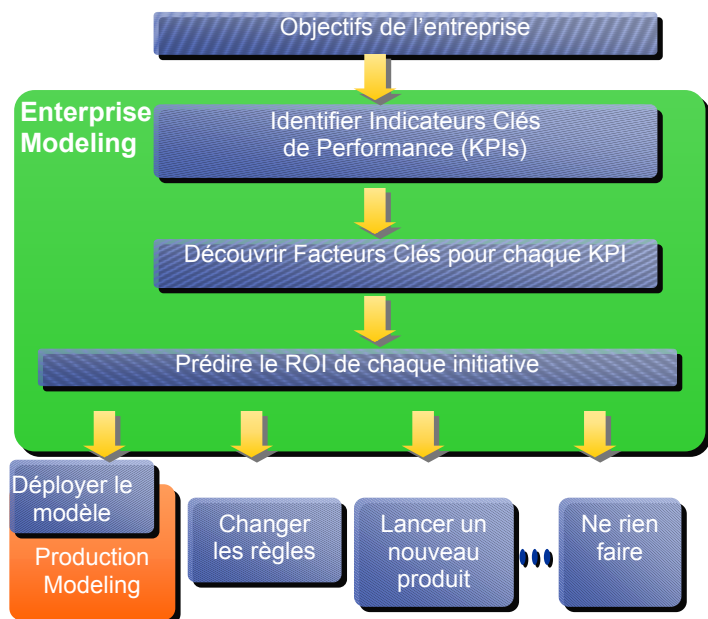 Objectifs de l'entreprise
Enterprise
Modeling
Identifier Indicateurs Clés
de Performance (KPIs)
Découvrir Facteurs Clés pour chaque KPI
Prédire le ROI de chaque initiative
Déployer le
modèle
Production
Modeling
Changer
les règles
Lancer un
nouveau
produit
Ne rien
faire